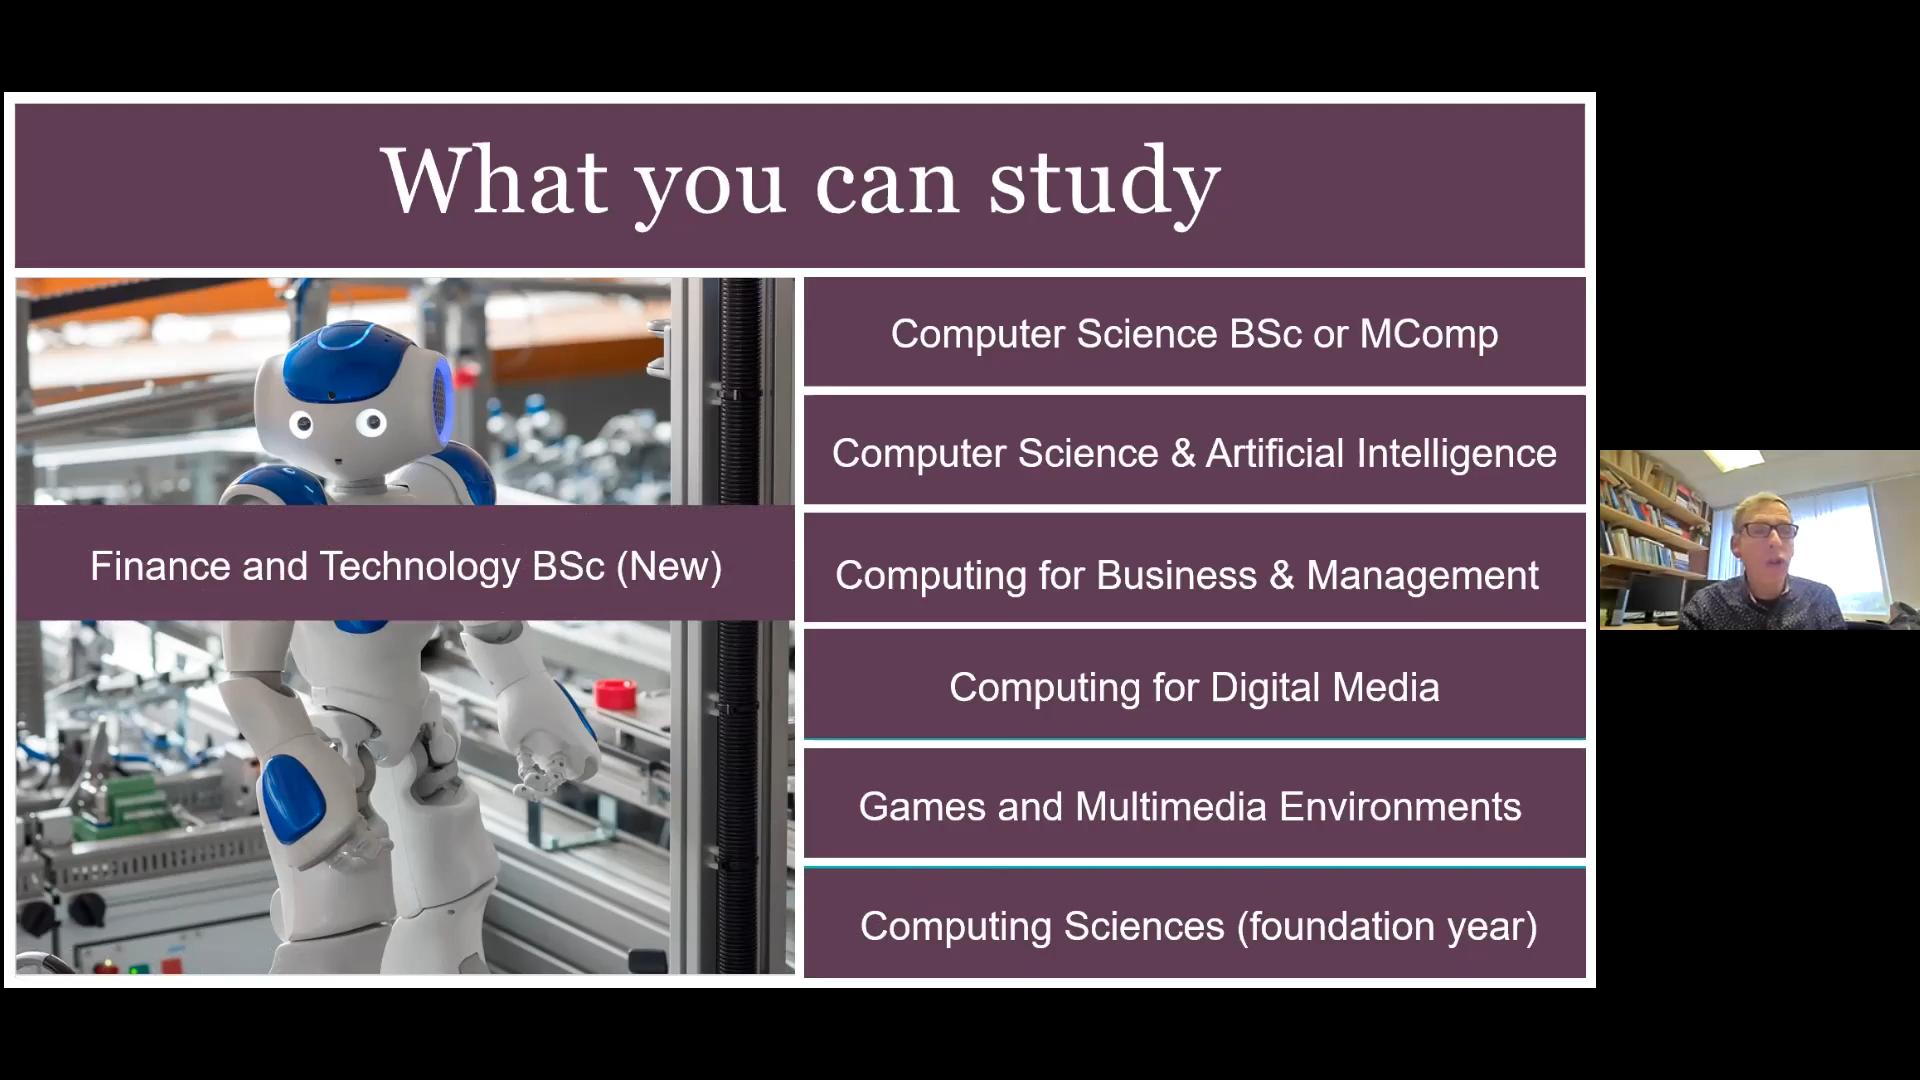 What you can study
Finance and Technology BSc (New)
Computer Science BSc or MComp
Computer Science & Artificial Intelligence
Computing for Business & Management
Computing for Digital Media
Games and Multimedia Environments
Computing Sciences (foundation year)